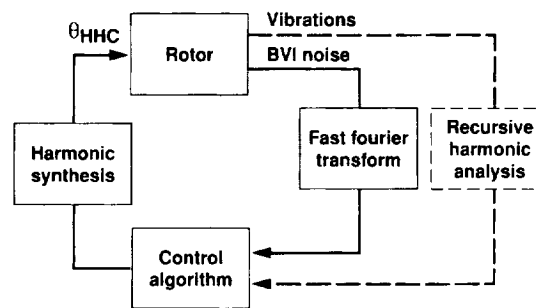 θHHC
Rotor
Vibrations
BVI noise
Harmonic
synthesis
Fast fourier
transform
Recursive
harmonic
analysis
Control
algorithm